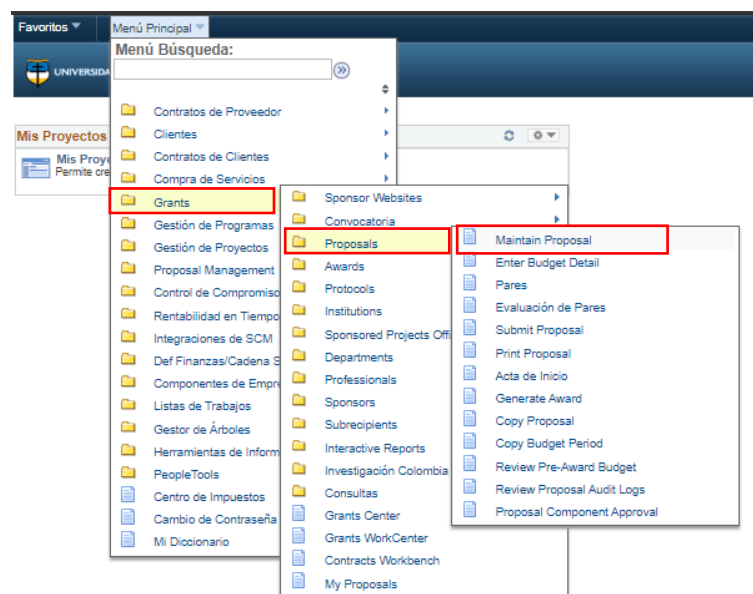 Favoritos
Menú Principal
Menú Búsqueda:
UNIVERSIDA
Mis Proyectos
Mis Proye
Permite cre
Contratos de Proveedor
Clientes
Contratos de Clientes
Compra de Servicios
Grants
Gestión de Programas
Gestión de Proyectos
Proposal Management
Control de Compromiso
Rentabilidad en Tiempo
Integraciones de SCM
Def Finanzas/Cadena S
Componentes de Empre
Listas de Trabajos
Gestor de Árboles
Herramientas de Inform
PeopleTools
Centro de Impuestos
Cambio de Contraseña
Mi Diccionario
Sponsor Websites
Convocatoria
Proposals
Awards
Protocols
Institutions
Sponsored Projects Offi
Departments
Professionals
Sponsors
Subrecipients
Interactive Reports
Investigación Colombia
Consultas
Grants Center
Grants WorkCenter
Contracts Workbench
My Proposals
Maintain Proposal
Enter Budget Detail
Pares
Evaluación de Pares
Submit Proposal
Print Proposal
Acta de Inicio
Generate Award
Copy Proposal
Copy Budget Period
Review Pre-Award Budget
Review Proposal Audit Logs
Proposal Component Approval